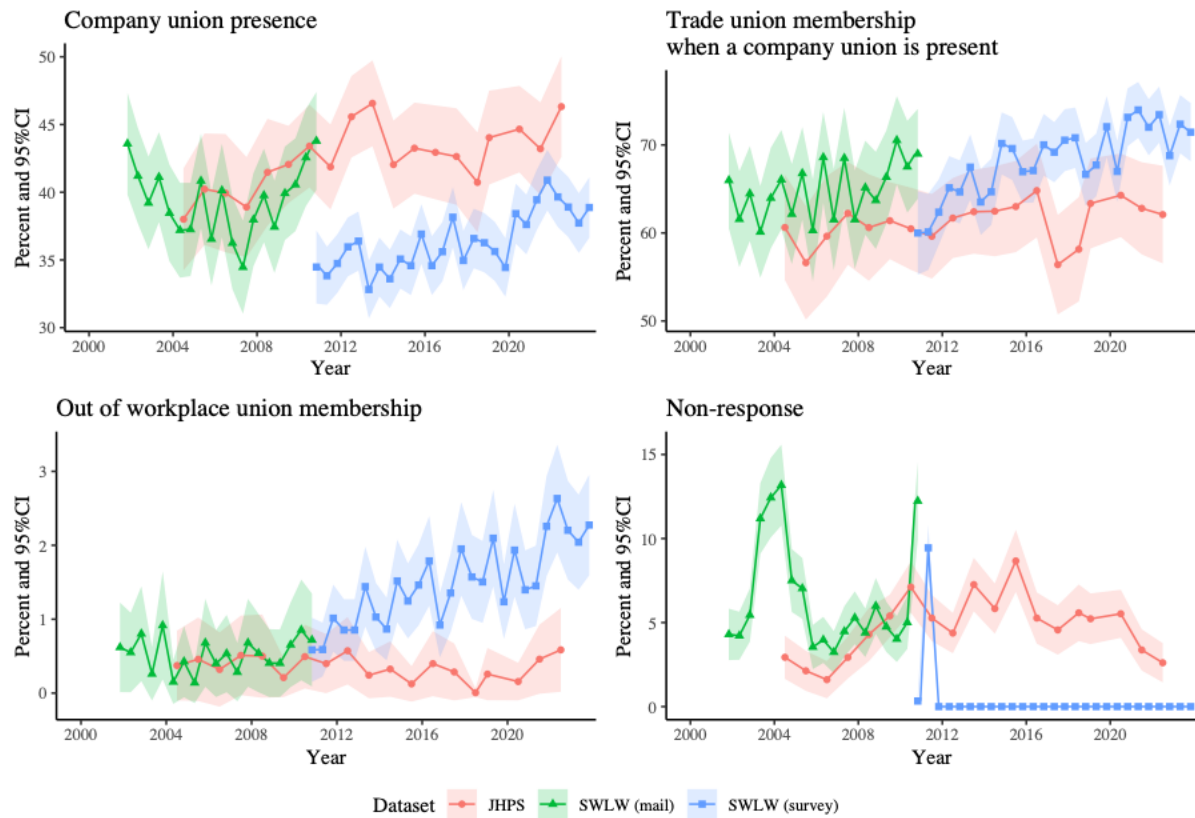 Company union presence
Trade union membership
when a company union is present
Percent and 95%CI
50
45
40
35
30
2000 2004 2008 2012 2016 2020
Year
Percent and 95%CI
70
60
50
2000 2004 2008 2012 2016 2020
Year
Out of workplace union membership
Non-response
Percent and 95%CI
3
2
1
0
2000 2004 2008 2012 2016 2020
Year
Percent and 95%CI
15
10
5
0
2000 2004 2008 2012 2016 2020
Year
Dataset JHPS SWLW (mail) SWLW (survey)